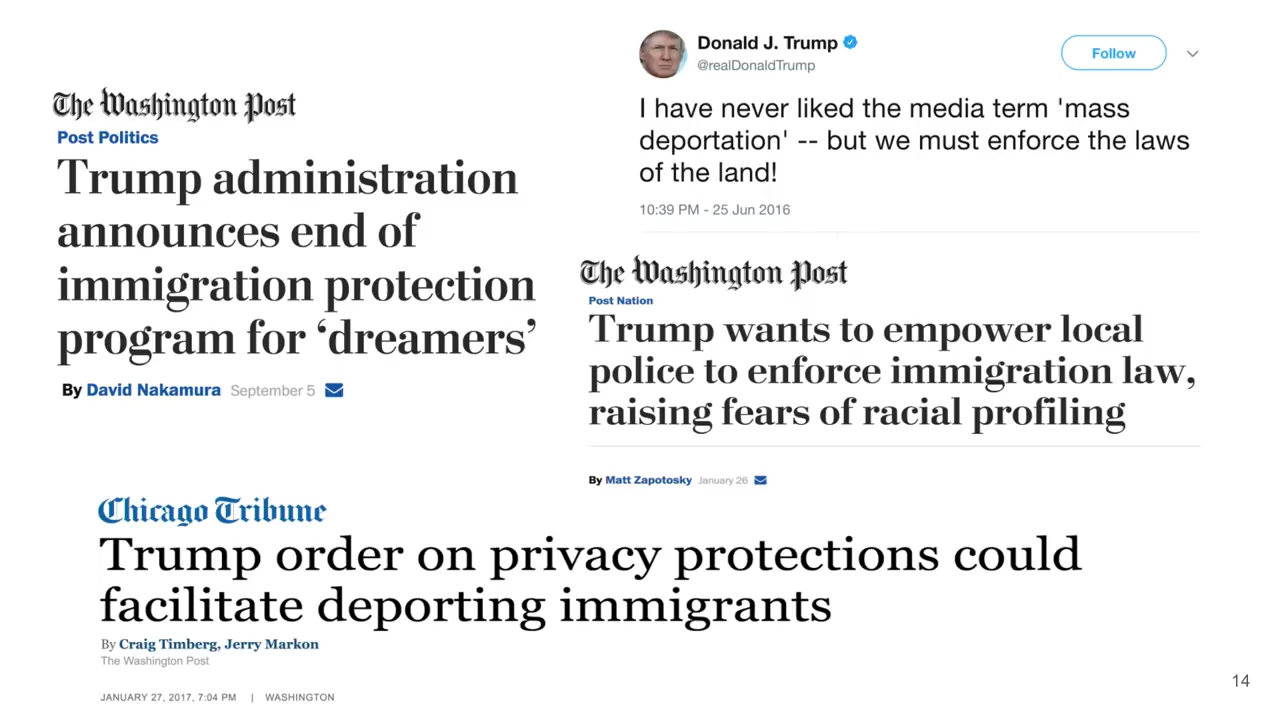 The Washington Post
Post Politics
Trump administration
announces end of
immigration protection
program for ‘dreamers’
By David Nakamura September 5
Donald J. Trump
@realDonaldTrump
Follow
I have never liked the media term 'mass
deportation' -- but we must enforce the laws
of the land!
10:39 PM - 25 Jun 2016
The Washington Post
Post Nation
Trump wants to empower local
police to enforce immigration law,
raising fears of racial profiling
By Matt Zapotosky January 26
Chicago Tribune
Trump order on privacy protections could
facilitate deporting immigrants
By Craig Timberg, Jerry Markon
The Washington Post
JANUARY 27, 2017, 7:04 PM | WASHINGTON
14